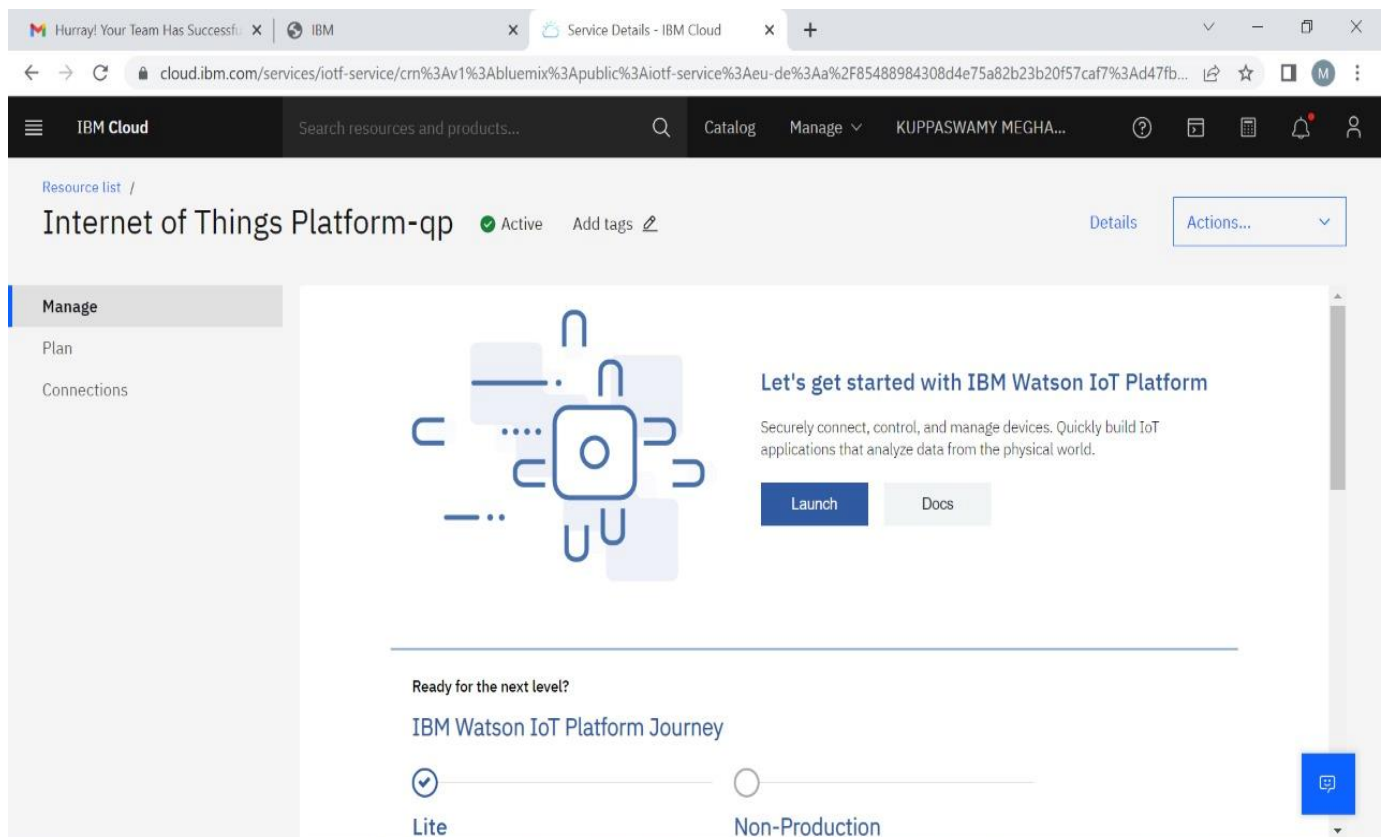 Hurray! Your Team Has Successfu
IBM
Service Details - IBM Cloud
cloud.ibm.com/services/iotf-service/crn%3Av1%3Abluemix%3Apublic%3Aiotf-service%3Aeu-de%3Aa%2F85488984308d4e75a82b23b20f57caf7%3Ad47fb...
M
IBM Cloud
Search resources and products...
Catalog
Manage
KUPPASWAMY MEGHA...
Resource list /
Internet of Things Platform-qp
Active
Add tags
Details
Actions...
Manage
Plan
Connections
Let's get started with IBM Watson IoT Platform
Securely connect, control, and manage devices. Quickly build IoT
applications that analyze data from the physical world.
Launch
Docs
Ready for the next level?
IBM Watson IoT Platform Journey
Lite
Non-Production